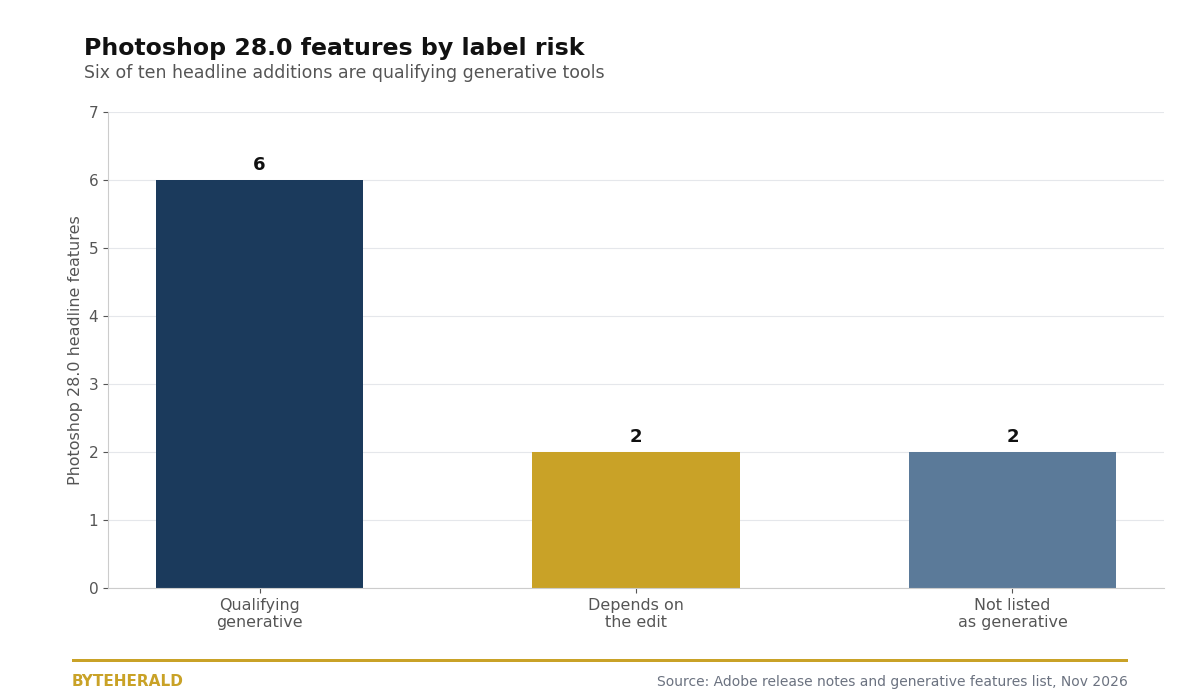 Photoshop 28.0 features by label risk
Six of ten headline additions are qualifying generative tools
Photoshop 28.0 headline features
7
6
5
4
3
2
1
0
6
2
2
Qualifying
generative
Depends on
the edit
Not listed
as generative
BYTEHERALD
Source: Adobe release notes and generative features list, Nov 2026